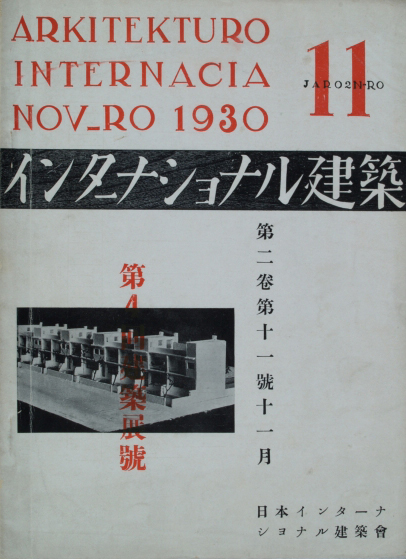 ARKITEKTURO
INTERNACIA
NOV_RO 1930
11
JARO2N-RO
インターナショナル建築
第二巻第十一號十一月
第4回建築展號
日本インターナ
ショナル建築會